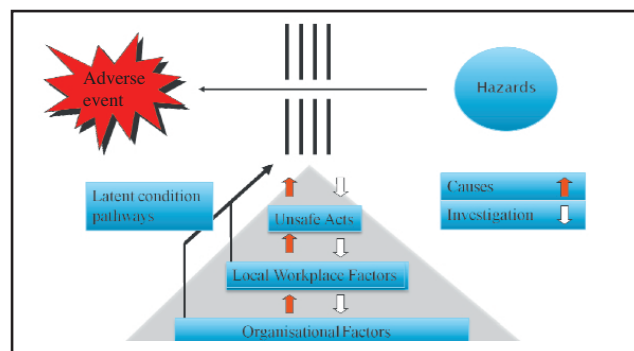 Adverse
event
Hazards
Latent condition
pathways
Causes
Investigation
Unsafe Acts
Local Workplace Factors
Organisational Factors